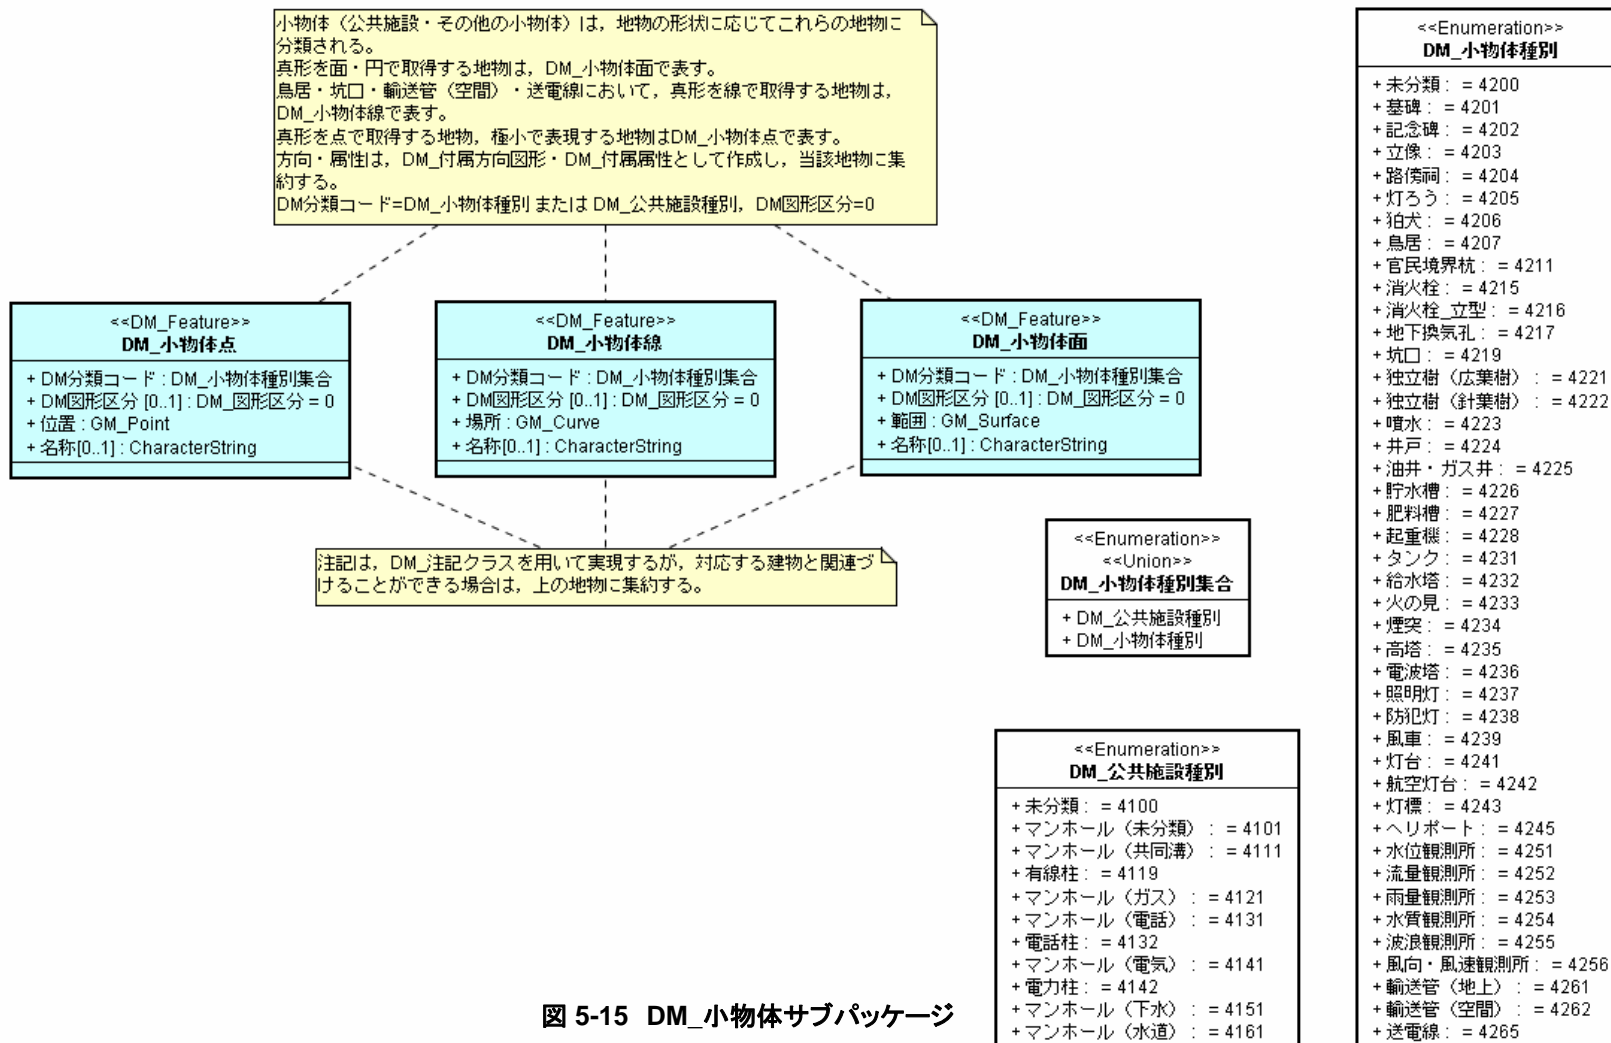 小物体（公共施設・その他の小物体）は，地物の形状に応じてこれらの地物に
分類される。
真形を面・円で取得する地物は，DM_小物体面で表す。
鳥居・坑口・輸送管（空間）・送電線において，真形を線で取得する地物は，
DM_小物体線で表す。
真形を点で取得する地物，極小で表現する地物はDM_小物体点で表す。
方向・属性は，DM_付属方向図形・DM_付属属性として作成し，当該地物に集
約する。
DM分類コード=DM_小物体種別 または DM_公共施設種別，DM図形区分=0
<<DM_Feature>>
DM_小物体点
+ DM分類コード : DM_小物体種別集合
+ DM図形区分 [0..1] : DM_図形区分 = 0
+ 位置 : GM_Point
+ 名称[0..1] : CharacterString
<<DM_Feature>>
DM_小物体線
+ DM分類コード : DM_小物体種別集合
+ DM図形区分 [0..1] : DM_図形区分 = 0
+ 場所 : GM_Curve
+ 名称[0..1] : CharacterString
<<DM_Feature>>
DM_小物体面
+ DM分類コード : DM_小物体種別集合
+ DM図形区分 [0..1] : DM_図形区分 = 0
+ 範囲 : GM_Surface
+ 名称[0..1] : CharacterString
注記は，DM_注記クラスを用いて実現するが，対応する建物と関連づ
けることができる場合は，上の地物に集約する。
<<Enumeration>>
<<Union>>
DM_小物体種別集合
+ DM_公共施設種別
+ DM_小物体種別
<<Enumeration>>
DM_公共施設種別
+ 未分類 : = 4100
+ マンホール（未分類） : = 4101
+ マンホール（共同溝） : = 4111
+ 有線柱 : = 4119
+ マンホール（ガス） : = 4121
+ マンホール（電話） : = 4131
+ 電話柱 : = 4132
+ マンホール（電気） : = 4141
+ 電力柱 : = 4142
+ マンホール（下水） : = 4151
+ マンホール（水道） : = 4161
<<Enumeration>>
DM_小物体種別
+ 未分類 : = 4200
+ 墓碑 : = 4201
+ 記念碑 : = 4202
+ 立像 : = 4203
+ 路傍祠 : = 4204
+ 灯ろう : = 4205
+ 狛犬 : = 4206
+ 鳥居 : = 4207
+ 官民境界杭 : = 4211
+ 消火栓 : = 4215
+ 消火栓_立型 : = 4216
+ 地下換気孔 : = 4217
+ 坑口 : = 4219
+ 独立樹（広葉樹） : = 4221
+ 独立樹（針葉樹） : = 4222
+ 噴水 : = 4223
+ 井戸 : = 4224
+ 油井・ガス井 : = 4225
+ 貯水槽 : = 4226
+ 肥料槽 : = 4227
+ 起重機 : = 4228
+ タンク : = 4231
+ 給水塔 : = 4232
+ 火の見 : = 4233
+ 煙突 : = 4234
+ 高塔 : = 4235
+ 電波塔 : = 4236
+ 照明灯 : = 4237
+ 防犯灯 : = 4238
+ 風車 : = 4239
+ 灯台 : = 4241
+ 航空灯台 : = 4242
+ 灯標 : = 4243
+ ヘリポート : = 4245
+ 水位観測所 : = 4251
+ 流量観測所 : = 4252
+ 雨量観測所 : = 4253
+ 水質観測所 : = 4254
+ 波浪観測所 : = 4255
+ 風向・風速観測所 : = 4256
+ 輸送管（地上） : = 4261
+ 輸送管（空間） : = 4262
+ 送電線 : = 4265
図 5-15 DM_小物体サブパッケージ